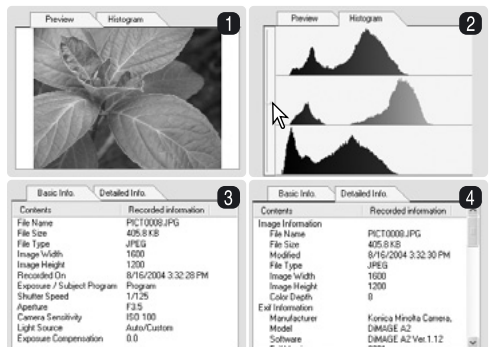 Preview Histogram 1
Preview Histogram 2
Basic Info. Detailed Info. 3
Contents Recorded information
File Name PICT0008.JPG
File Size 405.8 KB
File Type JPEG
Image Width 1600
Image Height 1200
Recorded On 8/16/2004 3:32:28 PM
Exposure / Subject Program Program
Shutter Speed 1/125
Aperture F3.5
Camera Sensitivity ISO 100
Light Source Auto/Custom
Exposure Compensation 0.0
Basic Info. Detailed Info. 4
Contents Recorded information
Image Information
File Name PICT0008.JPG
File Size 405.8 KB
Modified 8/16/2004 3:32:30 PM
File Type JPEG
Image Width 1600
Image Height 1200
Color Depth 8
Exif Information
Manufacturer Konica Minolta Camera,
Model DiMAGE A2
Software DiMAGE A2 Ver.1.12